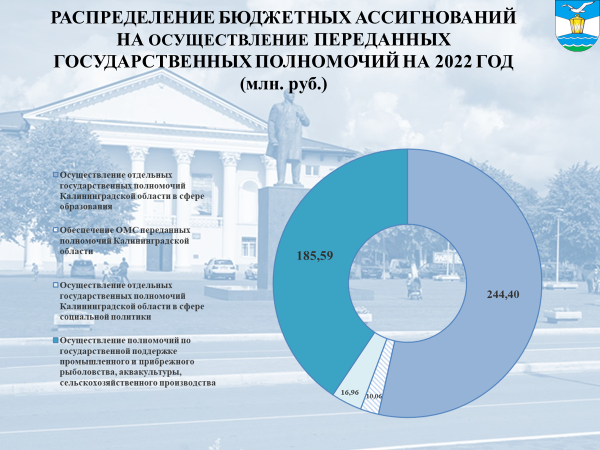 РАСПРЕДЕЛЕНИЕ БЮДЖЕТНЫХ АССИГНОВАНИЙ
НА ОСУЩЕСТВЛЕНИЕ ПЕРЕДАННЫХ
ГОСУДАРСТВЕННЫХ ПОЛНОМОЧИЙ НА 2022 ГОД
(млн. руб.)
Осуществление отдельных
государственных полномочий
Калининградской области в сфере
образования
Обеспечение ОМС переданных
полномочий Калининградской
области
Осуществление отдельных
государственных полномочий
Калининградской области в сфере
социальной политики
Осуществление полномочий по
государственной поддержке
промышленного и прибрежного
рыболовства, аквакультуры,
сельскохозяйственного производства
185,59
244,40
16,96
10,06